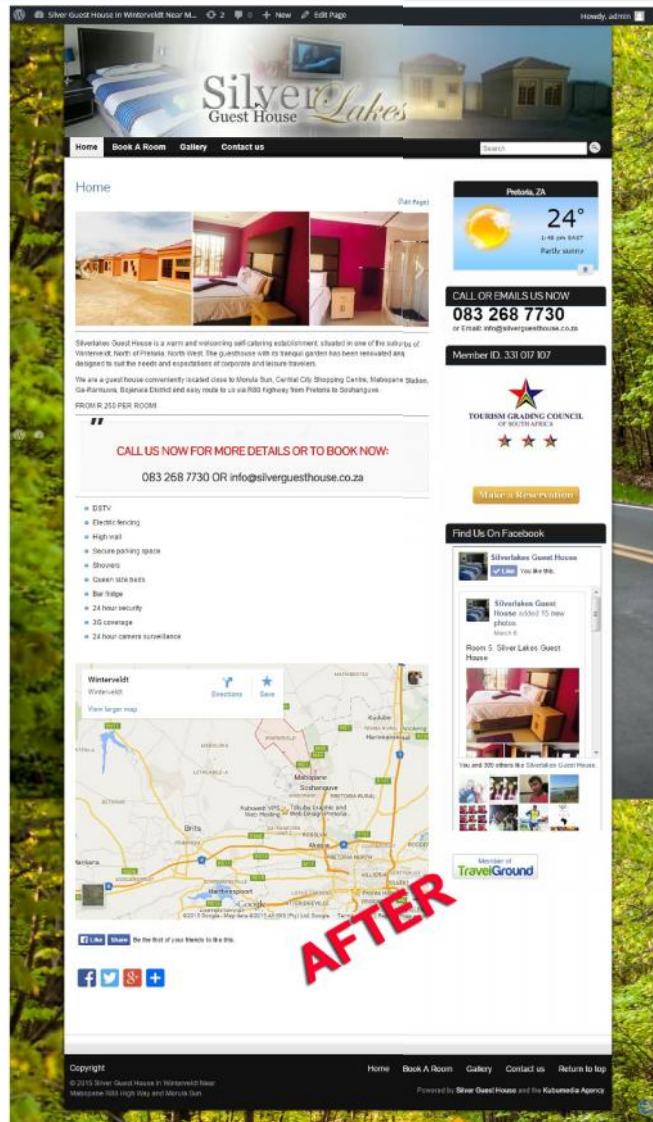 Silver Guest House In Winterveldt Near M...
2
0
New
Edit Page
Howdy, admin
Silver Lakes
Guest House
Home
Book A Room
Gallery
Contact us
Search
Home
(Edit Page)
Silverlakes Guest House is a warm and welcoming self-catering establishment, situated in one of the suburbs of
Winterveldt, North of Pretoria, North West. The guesthouse with its tranquil garden has been renovated and
designed to suit the needs and expectations of corporate and leisure travelers.
We are a guest house conveniently located close to Morula Sun, Central City Shopping Centre, Mabopane Station,
Ga-Rankuwa, Bojanala District and easy route to us via R80 highway from Pretoria to Soshanguve.
FROM R 250 PER ROOM!
"
CALL US NOW FOR MORE DETAILS OR TO BOOK NOW:
083 268 7730 OR info@silverguesthouse.co.za
DSTV
Electric fencing
High wall
Secure parking space
Showers
Queen size beds
Bar fridge
24 hour security
3G coverage
24 hour camera surveillance
Winterveldt
Winterveldt
Directions
Save
View larger map
Mabopane
Soshanguve
Brits
Akasia
Hartbeespoort
Google
AFTER
Like
Share
Be the first of your friends to like this.
Pretoria, ZA
24°
1:48 pm SAST
Partly sunny
CALL OR EMAILS US NOW
083 268 7730
or Email: info@silverguesthouse.co.za
Member ID. 331 017 107
TOURISM GRADING COUNCIL
OF SOUTH AFRICA
Make a Reservation
Find Us On Facebook
Silverlakes Guest House
Like
You like this.
Silverlakes Guest
House added 15 new
photos.
March 6
Room 5. Silver Lakes Guest
House
You and 309 others like Silverlakes Guest House.
Member of
TravelGround
Copyright
© 2015 Silver Guest House in Winterveldt Near
Mabopane R80 High Way and Morula Sun
Home
Book A Room
Gallery
Contact us
Return to top
Powered by Silver Guest House and the Kubumedia Agency.